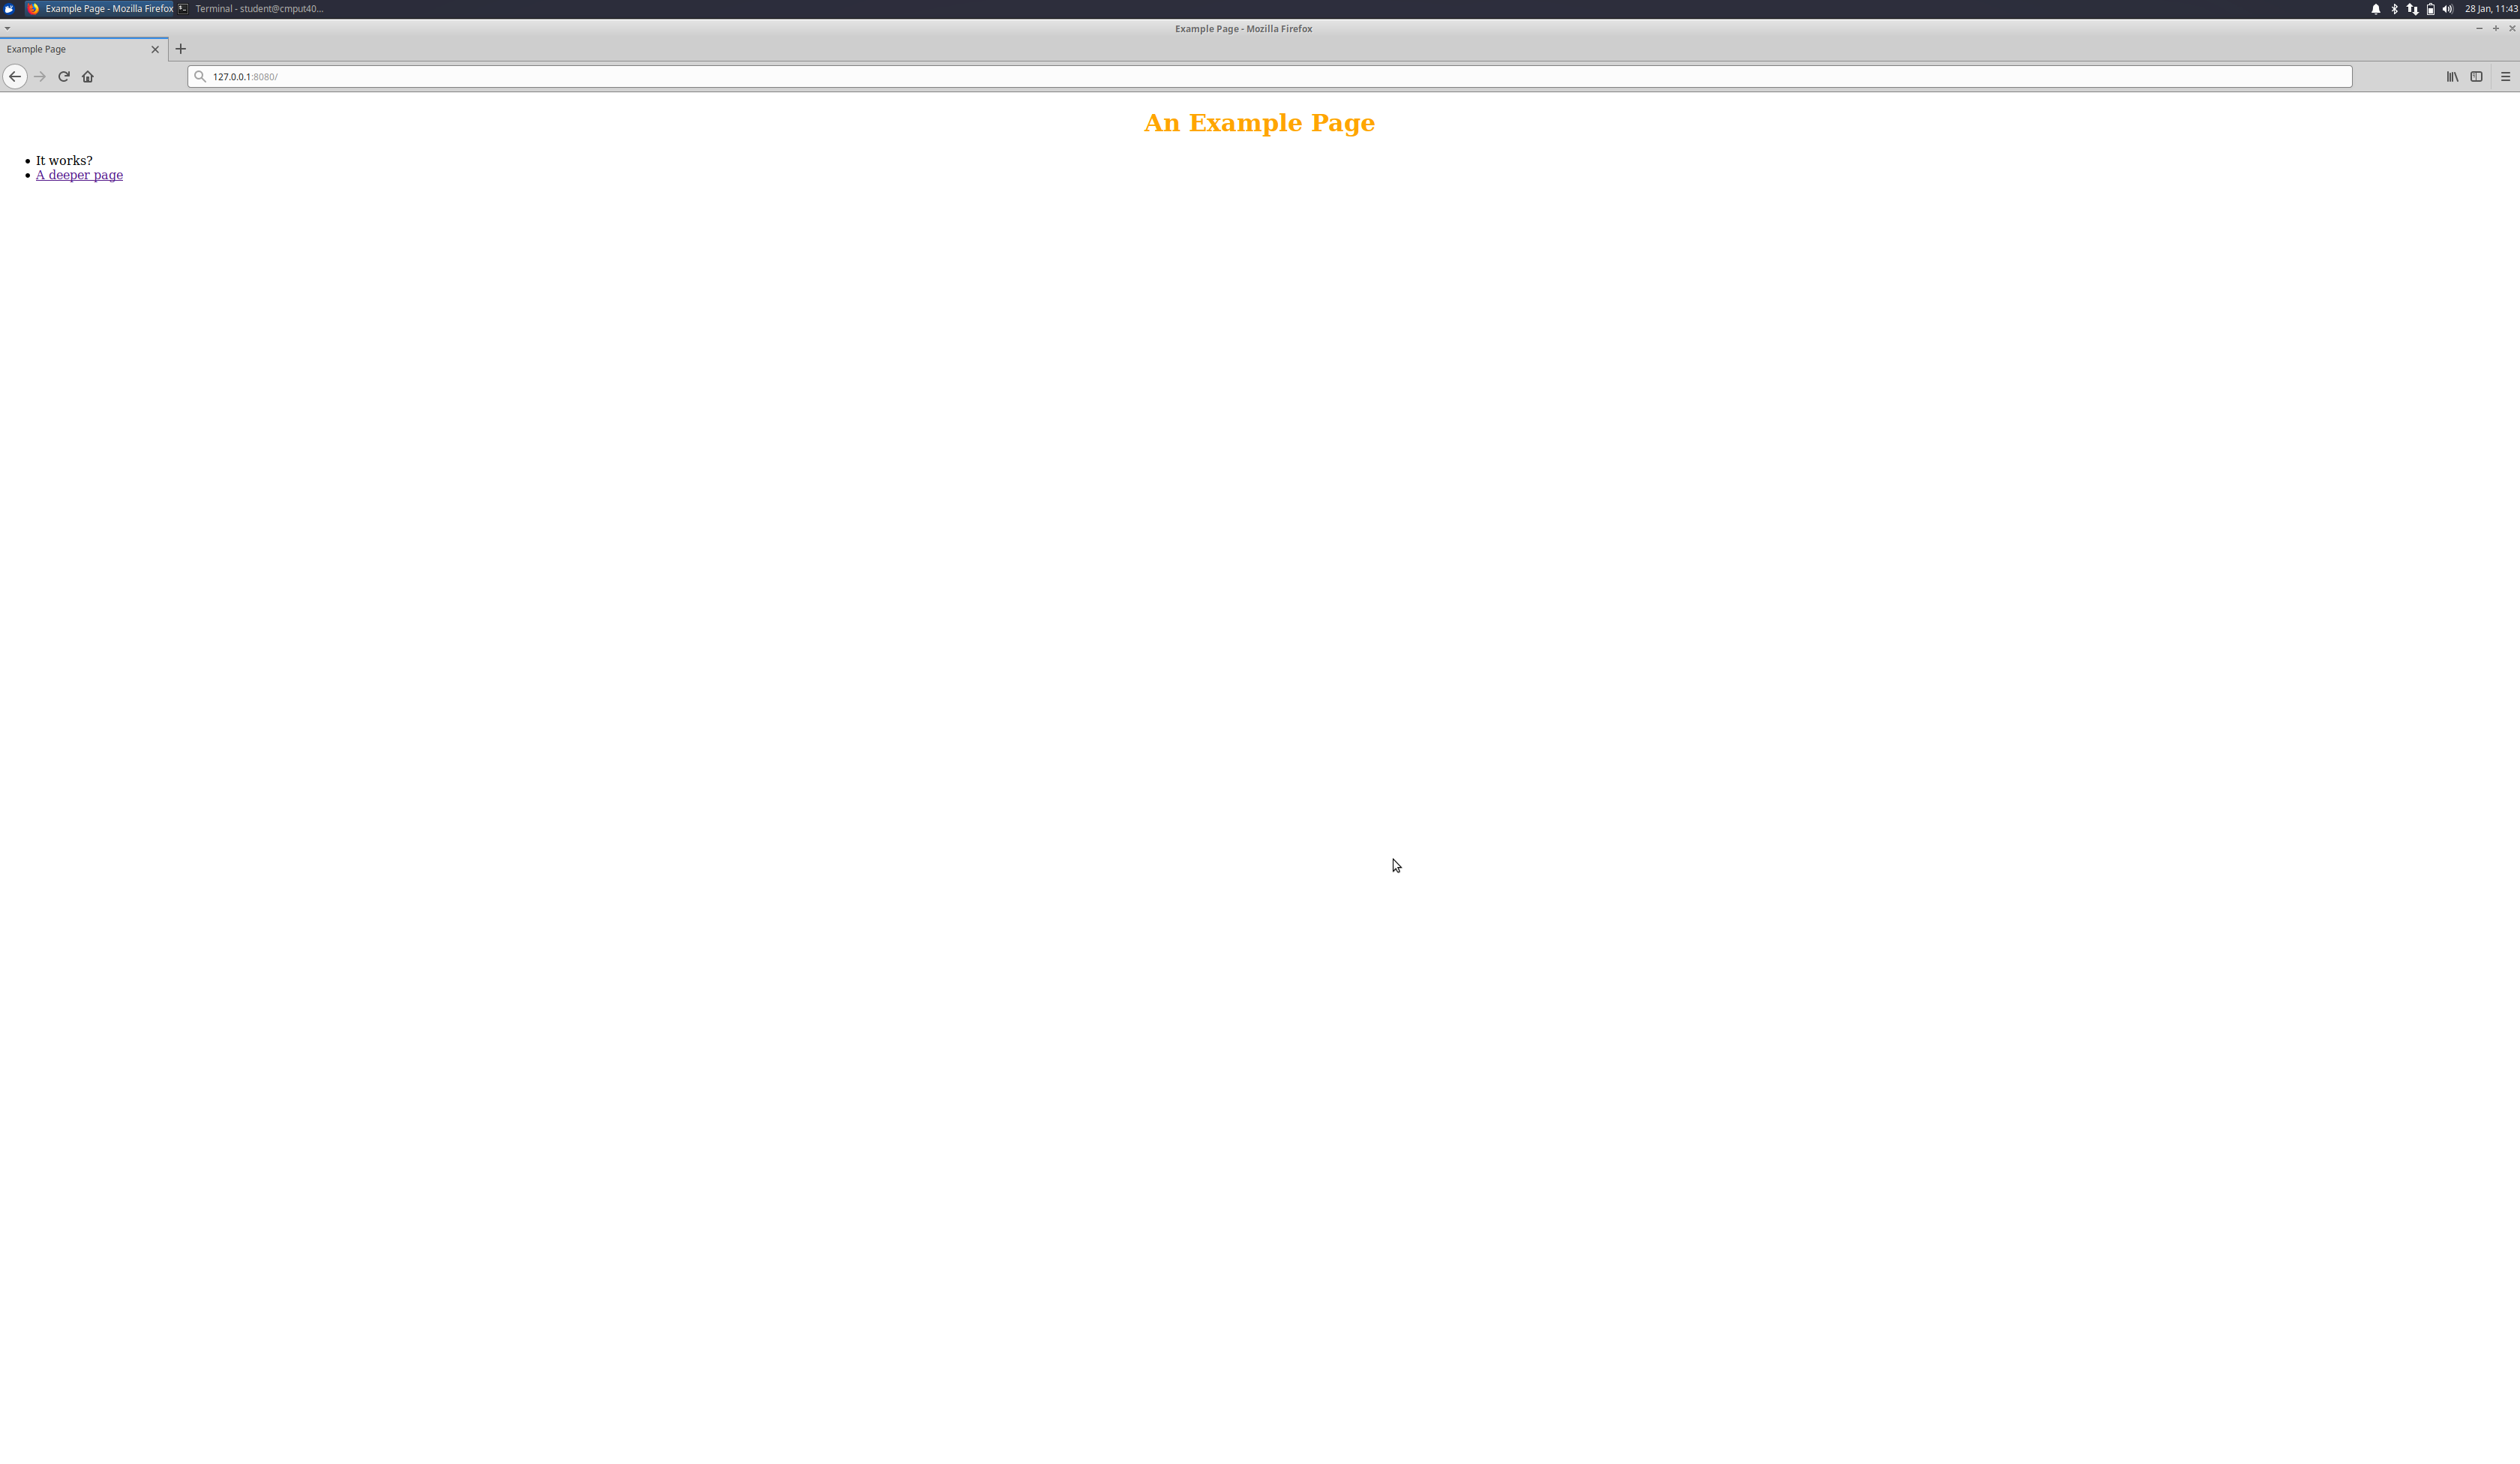 Example Page - Mozilla Firefox Terminal - student@cmput40... 28 Jan, 11:43
Example Page - Mozilla Firefox
Example Page
127.0.0.1:8080/
An Example Page
It works?
A deeper page